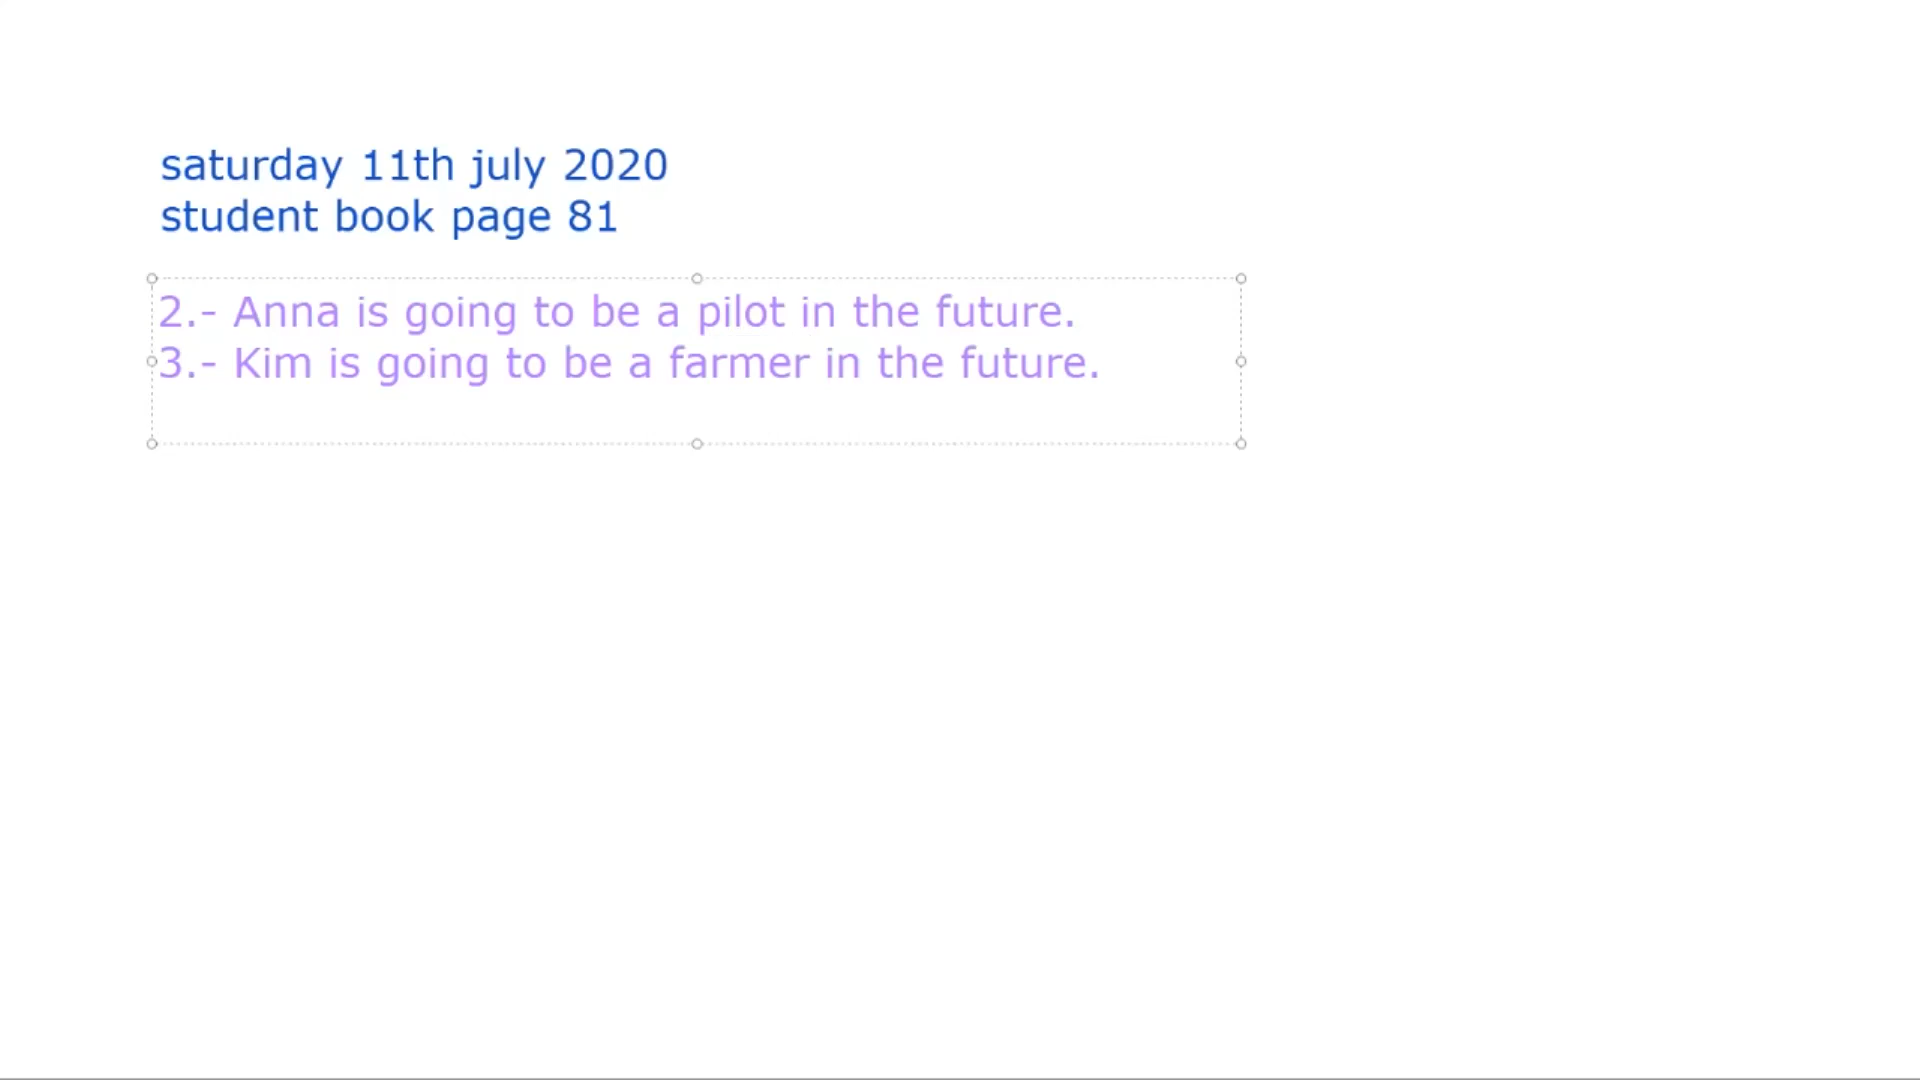 saturday 11th july 2020
student book page 81
2.- Anna is going to be a pilot in the future.
3.- Kim is going to be a farmer in the future.